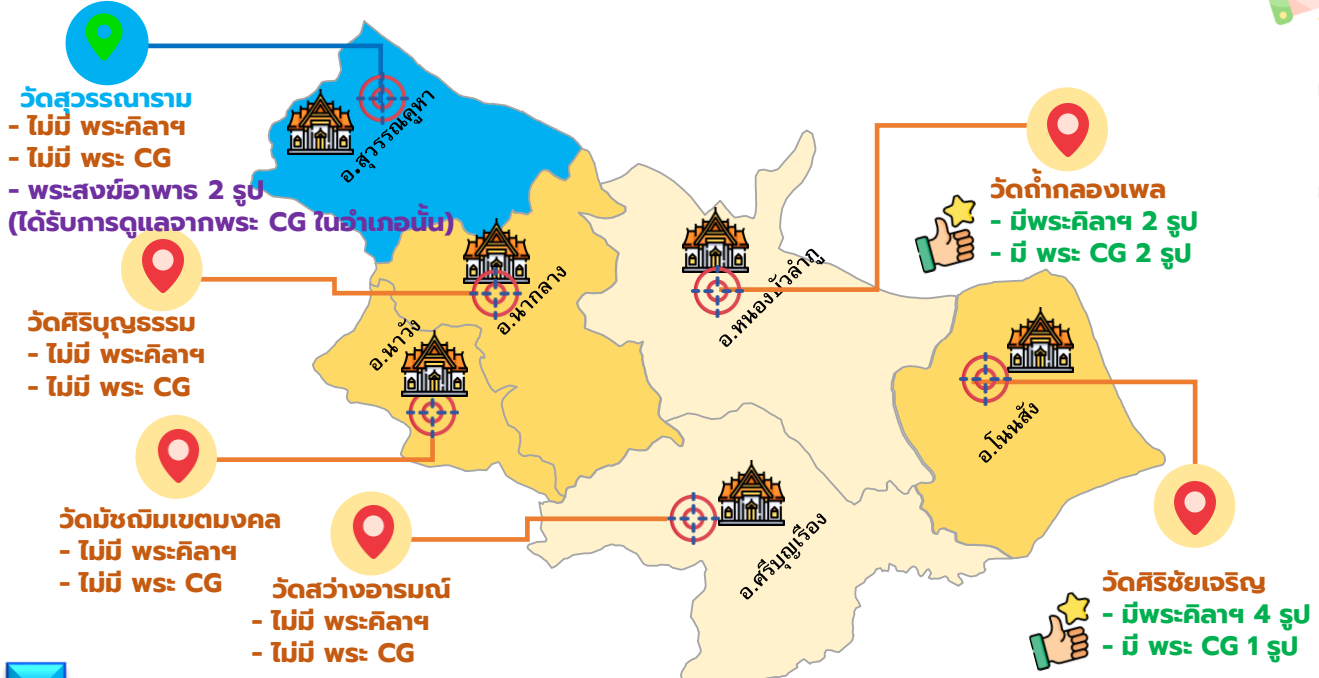 วัดสุวรรณาราม
- ไม่มี พระคิลาฯ
- ไม่มี พระ CG
- พระสงฆ์อาพาธ 2 รูป
(ได้รับการดูแลจากพระ CG ในอำเภอนั้น)
อ.สุวรรณคูหา
วัดถ้ำกลองเพล
- มีพระคิลาฯ 2 รูป
- มี พระ CG 2 รูป
วัดศิริบุญธรรม
- ไม่มี พระคิลาฯ
- ไม่มี พระ CG
อ.นาวัง
อ.นากลาง
อ.หนองบัวลำภู
อ.โนนสัง
วัดมัชฌิมเขตมงคล
- ไม่มี พระคิลาฯ
- ไม่มี พระ CG
อ.ศรีบุญเรือง
วัดสว่างอารมณ์
- ไม่มี พระคิลาฯ
- ไม่มี พระ CG
วัดศิริชัยเจริญ
- มีพระคิลาฯ 4 รูป
- มี พระ CG 1 รูป